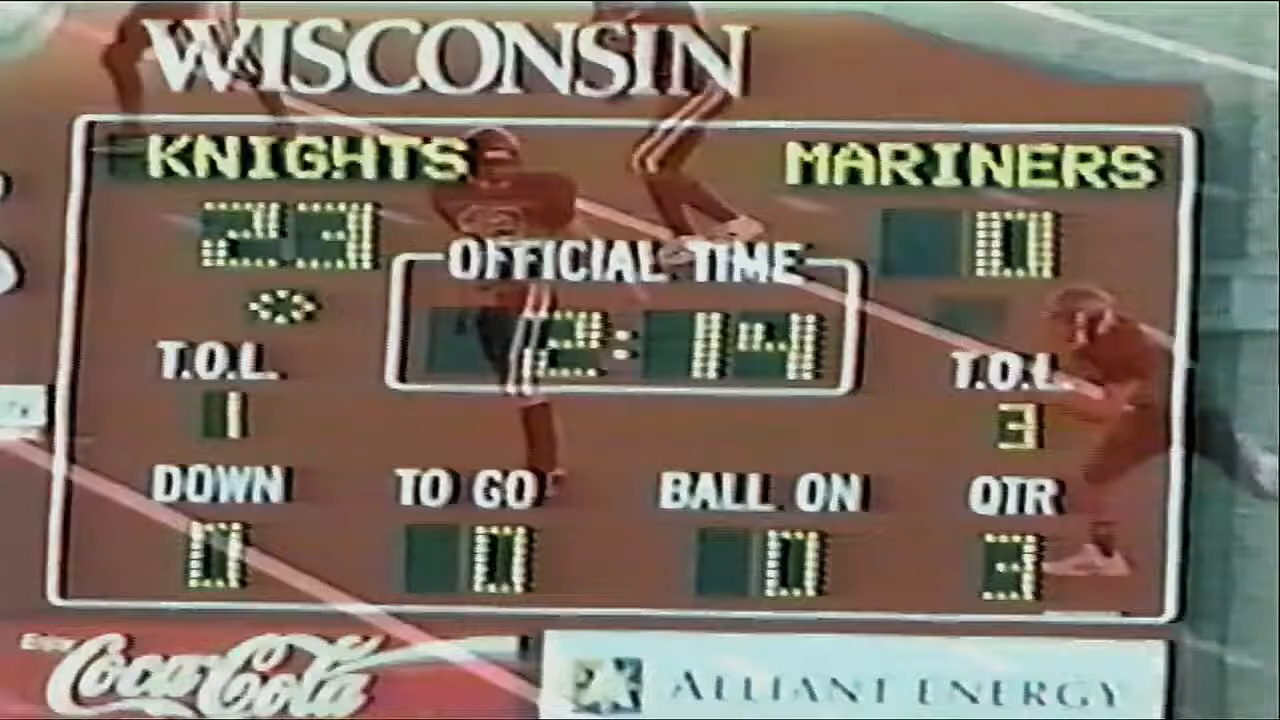 WISCONSIN
KNIGHTS MARINERS
23 0
OFFICIAL TIME
2:14
T.O.L. T.O.L.
1 3
DOWN TO GO BALL ON QTR
0 0 0 3
Enjoy
Coca-Cola
ALLIANT ENERGY